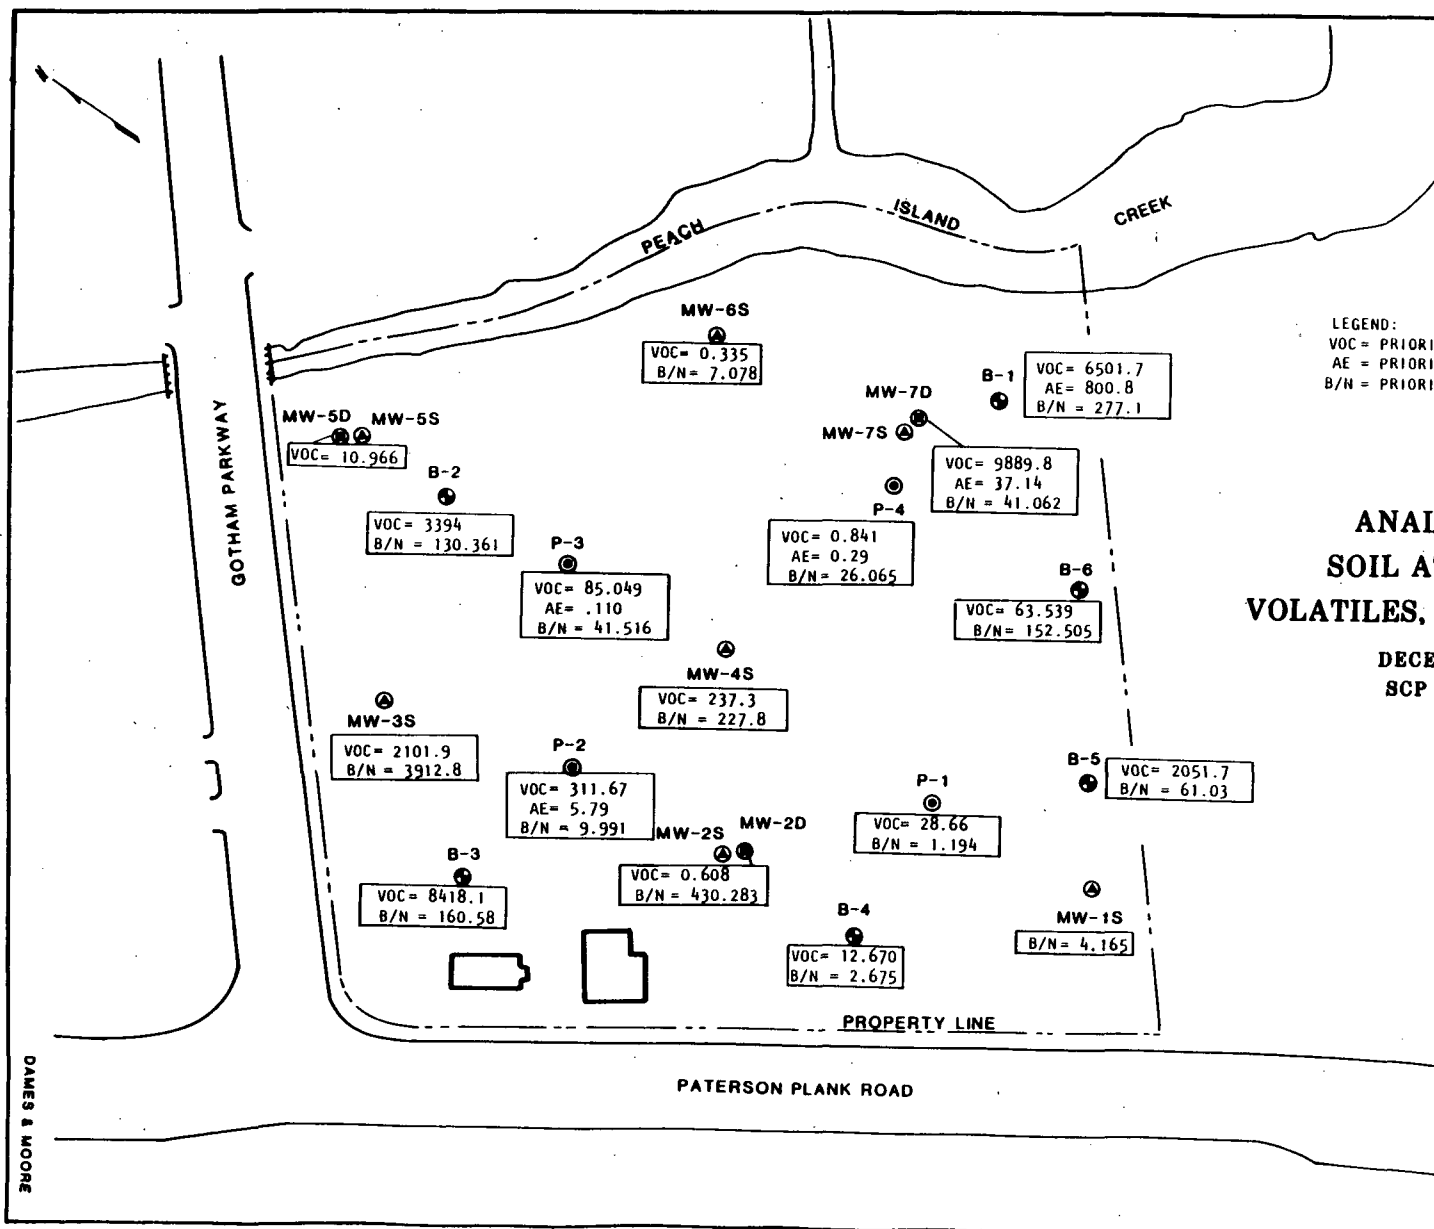 PEACH ISLAND CREEK
MW-6S
VOC= 0.335
B/N= 7.078
LEGEND:
VOC= PRIORI
AE = PRIORI
B/N = PRIORI
B-1
VOC= 6501.7
AE= 800.8
B/N = 277.1
MW-7D
MW-7S
VOC= 9889.8
AE= 37.14
B/N= 41.062
MW-5D MW-5S
VOC= 10.966
GOTHAM PARKWAY
B-2
VOC= 3394
B/N = 130.361
P-4
VOC= 0.841
AE= 0.29
B/N= 26.065
ANAL
SOIL A
VOLATILES,
DECE
SCP
P-3
VOC= 85.049
AE= .110
B/N = 41.516
B-6
VOC= 63.539
B/N= 152.505
MW-4S
VOC= 237.3
B/N = 227.8
MW-3S
VOC= 2101.9
B/N= 3912.8
P-2
VOC= 311.67
AE= 5.79
B/N = 9.991
B-5
VOC= 2051.7
B/N = 61.03
P-1
VOC= 28.66
B/N= 1.194
MW-2S MW-2D
VOC= 0.608
B/N= 430.283
B-3
VOC= 8418.1
B/N = 160.58
B-4
VOC= 12.670
B/N = 2.675
MW-1S
B/N= 4.165
PROPERTY LINE
PATERSON PLANK ROAD
DAMES & MOORE